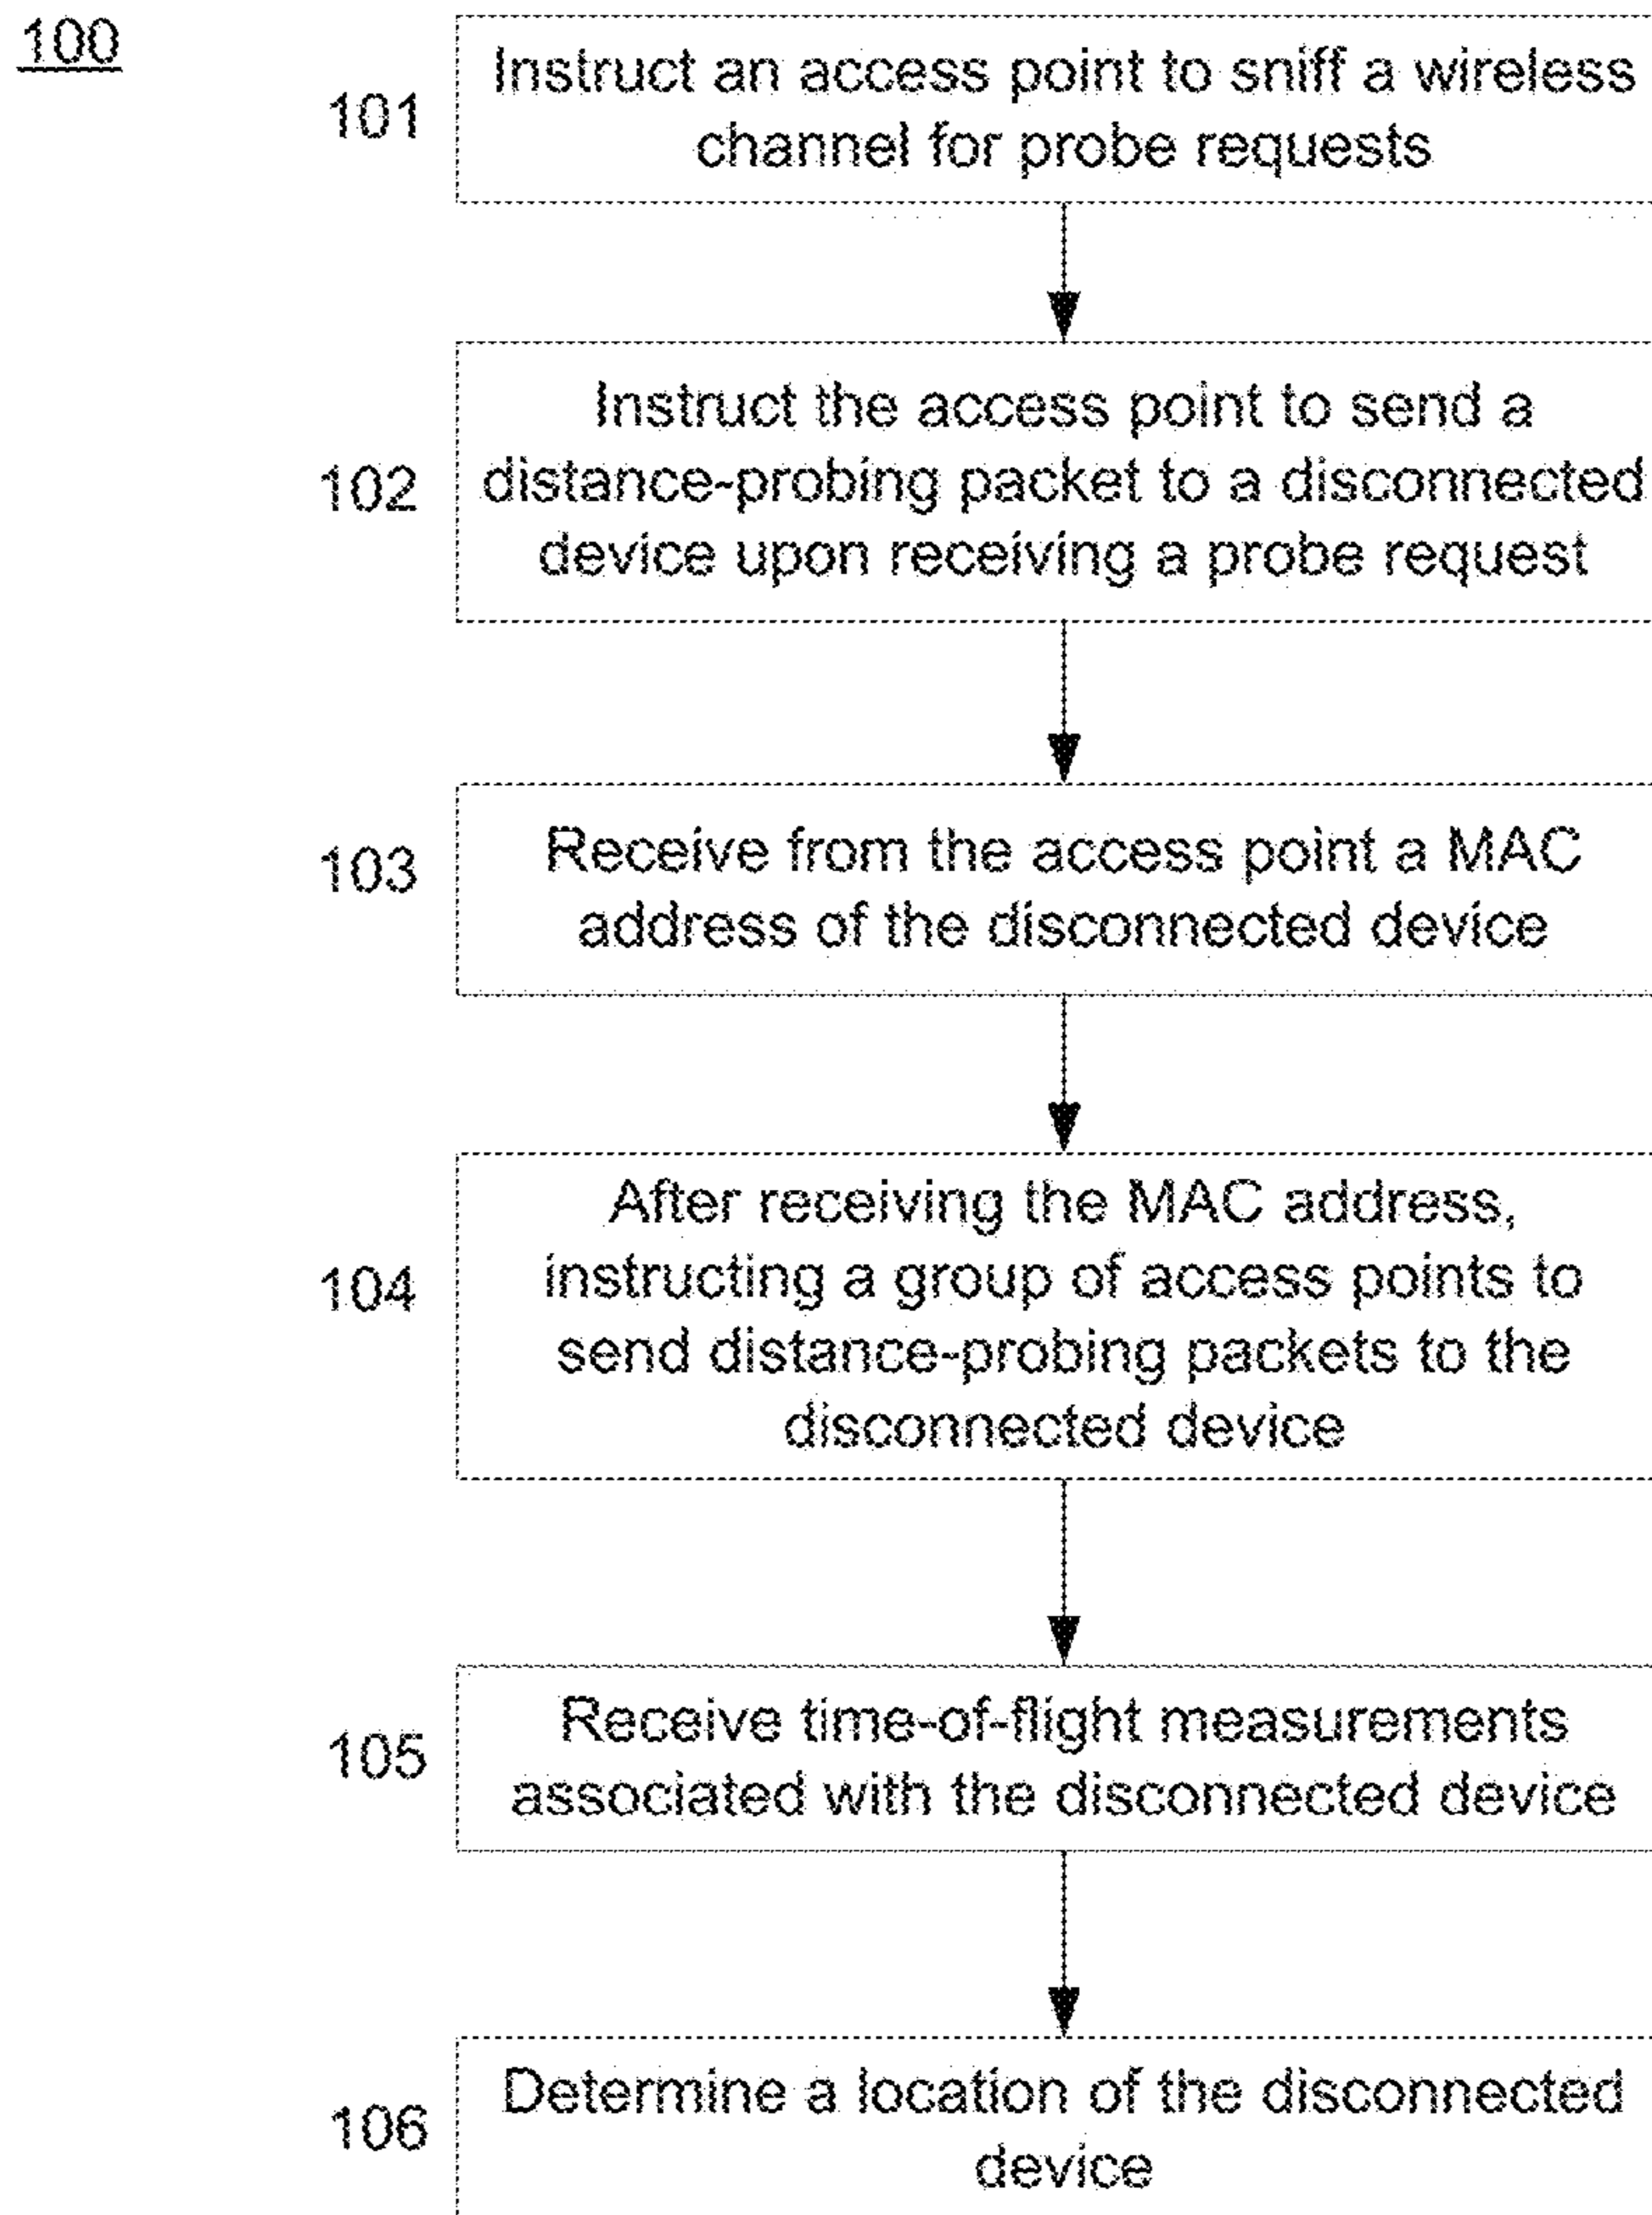 100
101
Instruct an access point to sniff a wireless
channel for probe requests
102
Instruct the access point to send a
distance-probing packet to a disconnected
device upon receiving a probe request
103
Receive from the access point a MAC
address of the disconnected device
104
After receiving the MAC address,
instructing a group of access points to
send distance-probing packets to the
disconnected device
105
Receive time-of-flight measurements
associated with the disconnected device
106
Determine a location of the disconnected
device